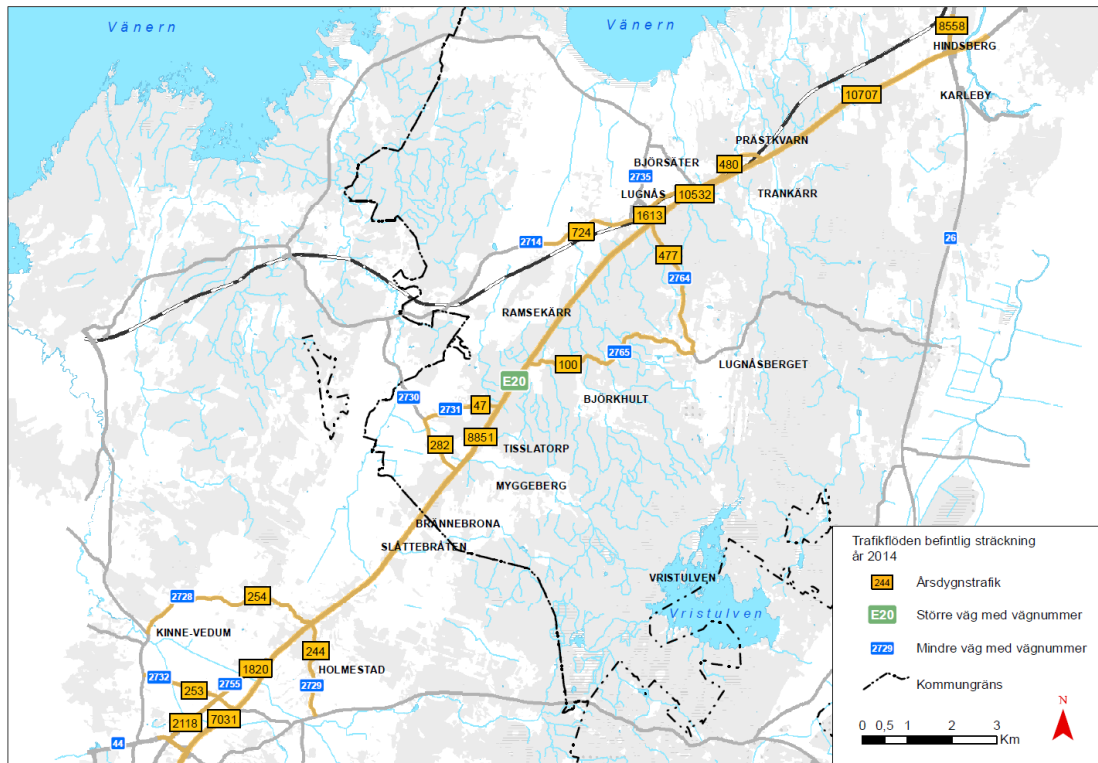 Vänern
Vänern
8558
HINDSBERG
10707
KARLEBY
PRÄSTKVARN
BJÖRSÄTER
480
2735
TRANKÄRR
LUGNÅS
10532
1613
724
2714
26
477
2764
RAMSEKÄRR
2765
100
LUGNÅSBERGET
E20
BJÖRKHULT
2730
2731
47
282
8851
TISSLATORP
MYGGEBERG
BRÄNNEBRONA
SLÅTTEBRÅTEN
VRISTULVEN
Vristulven
2728
254
KINNE-VEDUM
244
HOLMESTAD
1820
2732
2755
2729
253
2118
7031
44
Trafikflöden befintlig sträckning
år 2014
244 Årsdygnstrafik
E20 Större väg med vägnummer
2729 Mindre väg med vägnummer
Kommungräns
N
0 0,5 1 2 3
Km